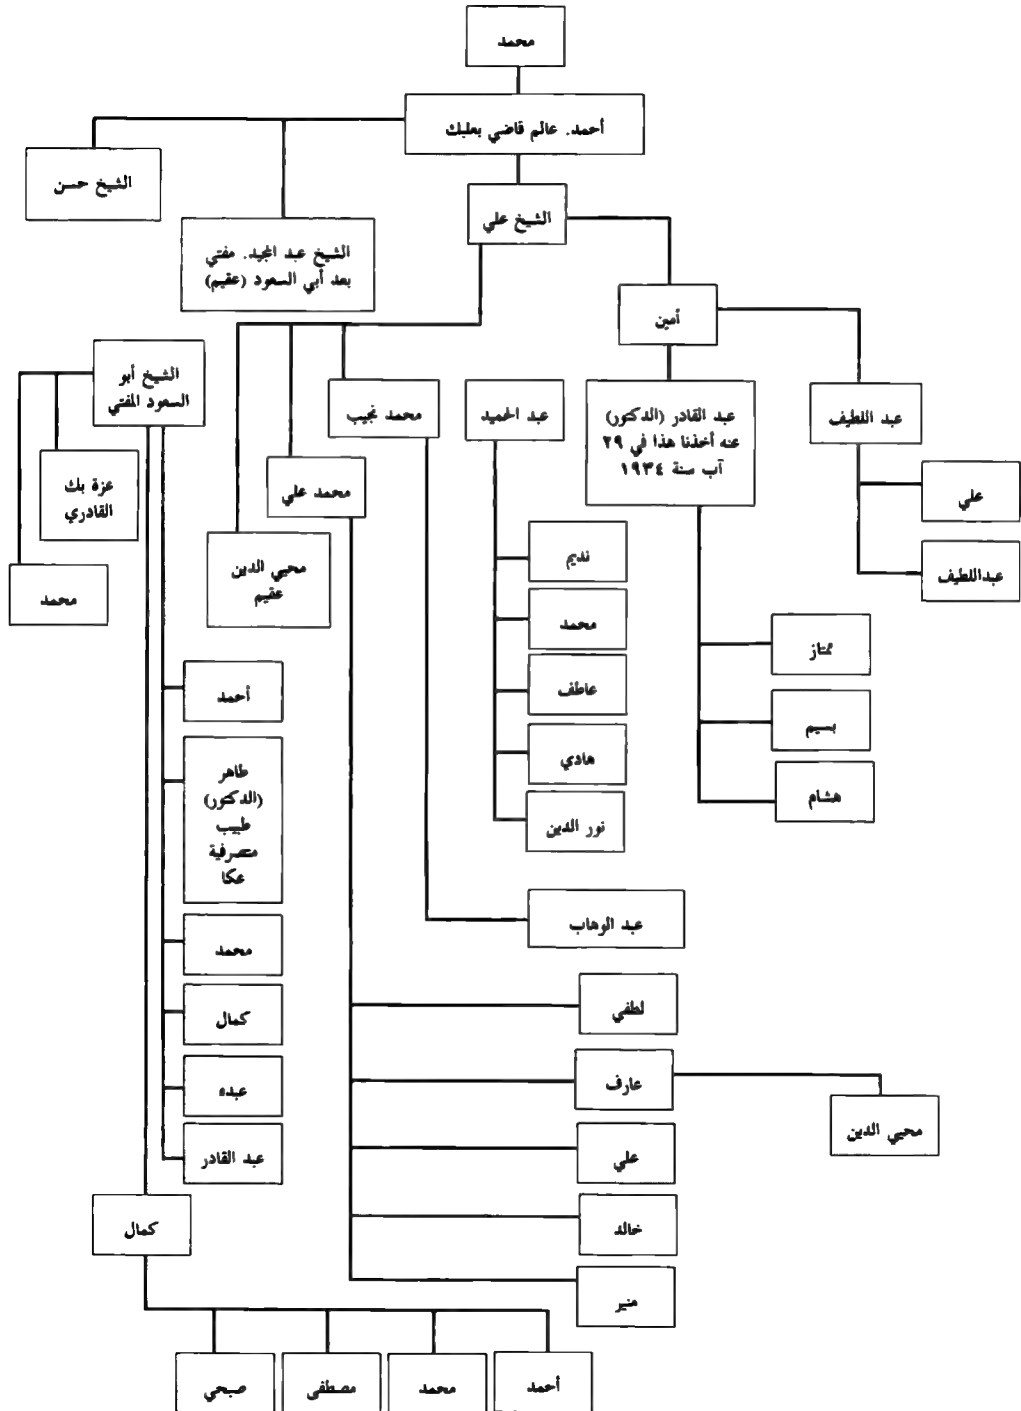 محمد
أحمد. عالم قاضي بعلبك
الشيخ حسن
الشيخ علي
الشيخ عبد المجيد. مفتي
بعد أبي السعود (عقيم)
أمين
الشيخ أبو
السعود المفتي
محمد نجيب
عبد الحميد
عبد القادر (الدكتور)
عنه أخذنا هذا في ٢٩
آب سنة ١٩٣٤
عبد اللطيف
عزة بك
القادري
محمد علي
علي
محمد
محيي الدين
عقيم
نديم
عبداللطيف
محمد
ممتاز
أحمد
عاطف
بسيم
طاهر
(الدكتور)
طبيب
متصرفية
عكا
هادي
هشام
نور الدين
عبد الوهاب
محمد
لطفي
كمال
عارف
عبده
محيي الدين
علي
عبد القادر
خالد
كمال
منير
أحمد
محمد
مصطفى
صبحي